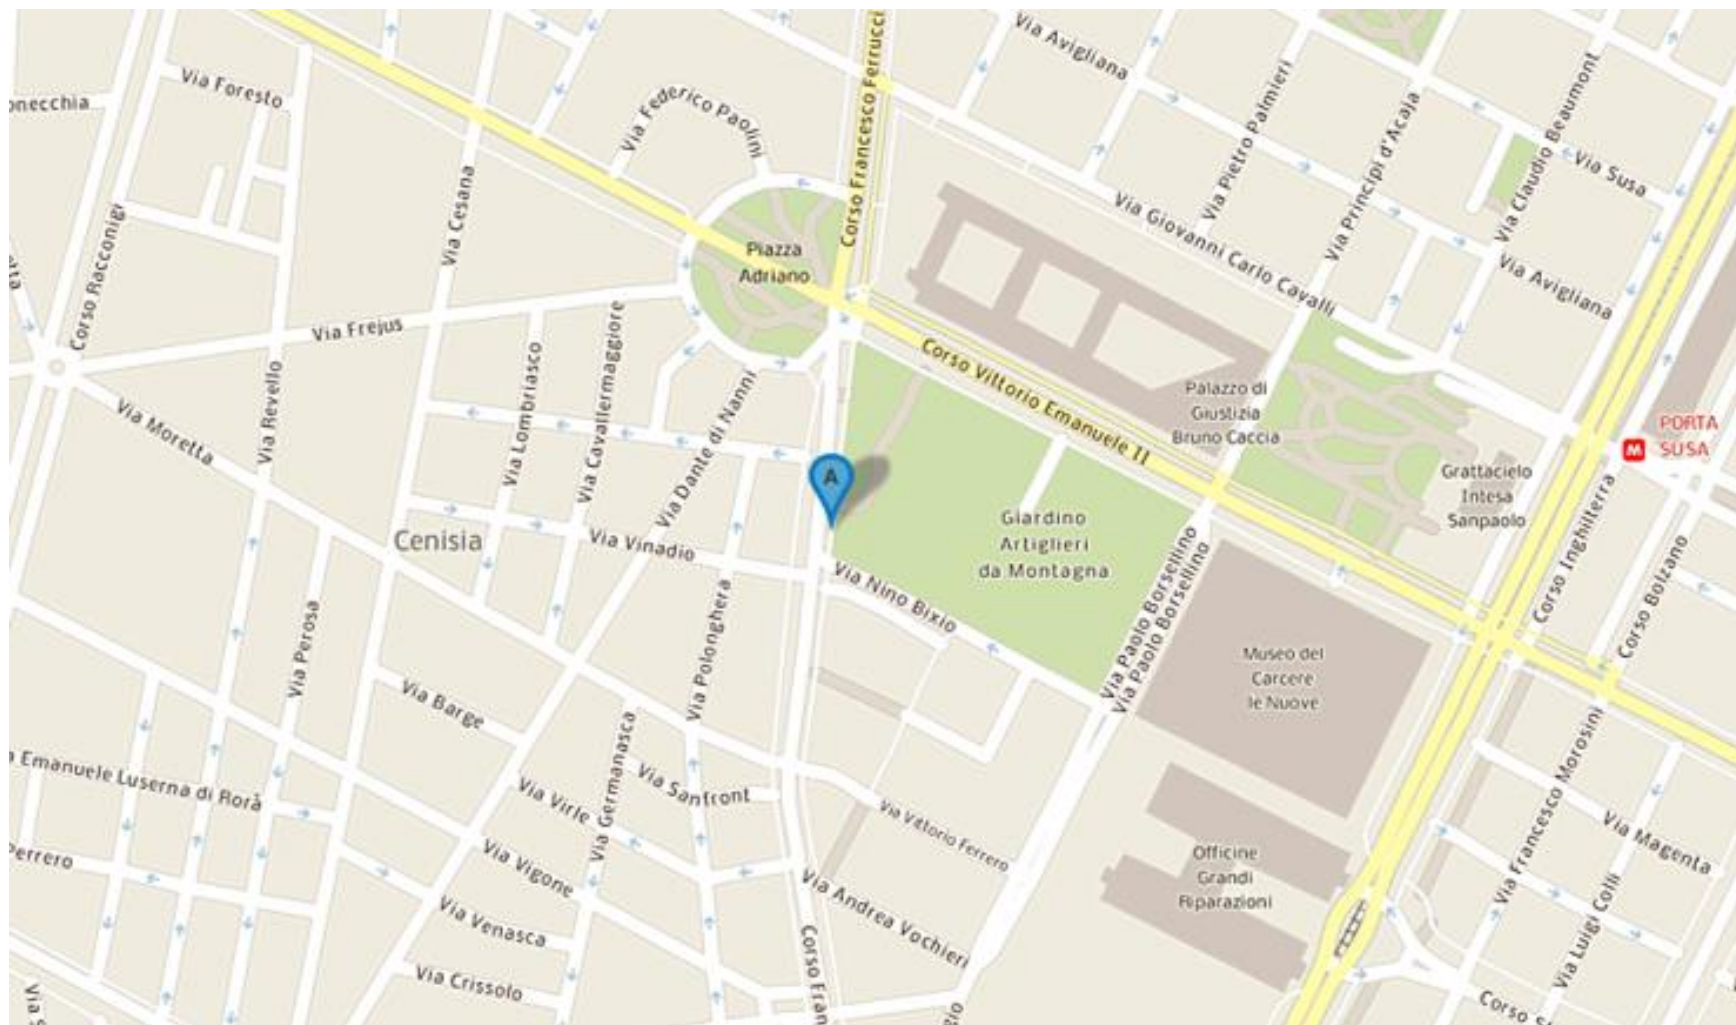 Via Avigliana
Via Foresto
onecchia
Via Federico Paolini
Corso Francesco Ferrucci
Via Pietro Palmieri
Via Principi d'Acaja
Via Claudio Beaumont
Via Susa
Via Cesana
Corso Racconigi
Via Giovanni Carlo Cavalli
Via Avigliana
Piazza
Adriano
Via Frejus
Via Cavallermaggiore
Via Lombriasco
Via Revello
Via Moretta
Via Dante di Nanni
Corso Vittorio Emanuele II
Palazzo di
Giustizia
Bruno Caccia
PORTA
SUSA
M
Grattacielo
Intesa
Sanpaolo
A
Giardino
Artiglieri
da Montagna
Cenisia
Via Vinadio
Via Nino Bixio
Via Paolo Borsellino
Via Paolo Borsellino
Corso Inghilterra
Corso Bolzano
Via Perosa
Via Polonghera
Via Barge
Museo del
Carcere
le Nuove
Via Germanasca
Via Sanfront
Via Virle
a Emanuele Luserna di Rorà
Via Vittorio Ferrero
Via Francesco Morosini
Via Magenta
Perrero
Via Vigone
Via Andrea Vochieri
Officine
Grandi
Riparazioni
Via Luigi Colli
Via Venasca
Via Crissolo
Corso Fran
Corso S